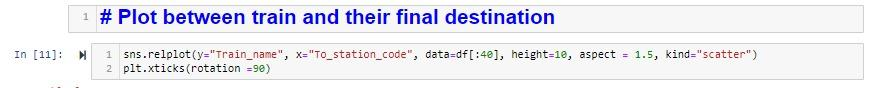 1 # Plot between train and their final destination
In [11]: 1 sns.relplot(y="Train_name", x="To_station_code", data=df[:40], height=10, aspect = 1.5, kind="scatter")
2 plt.xticks(rotation =90)